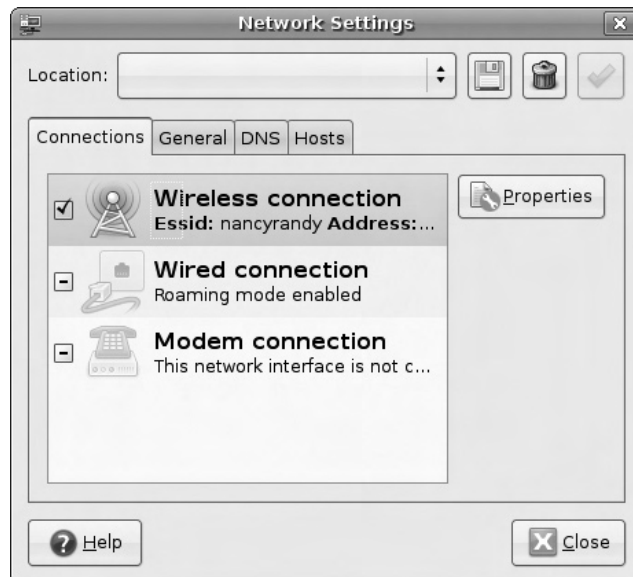 Network Settings
Location:
Connections General DNS Hosts
Wireless connection
Essid: nancyrandy Address:...
Properties
Wired connection
Roaming mode enabled
Modem connection
This network interface is not c...
Help
Close